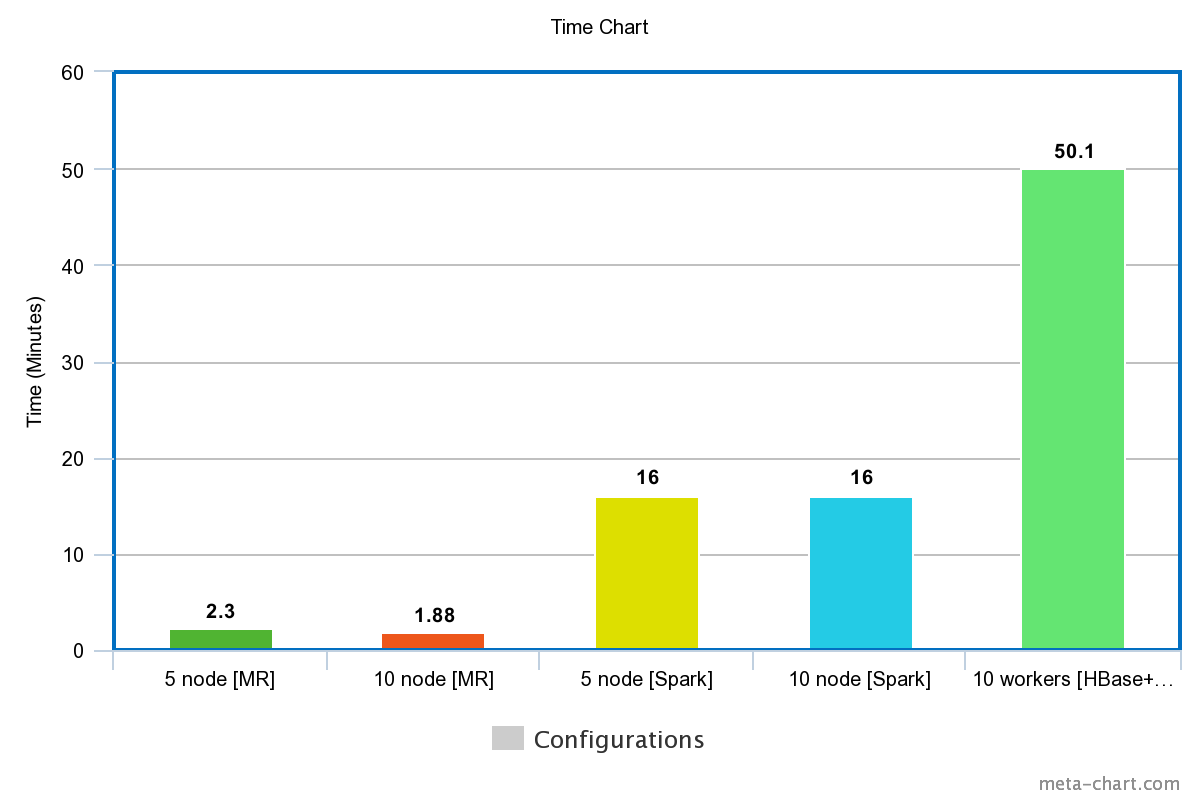 Time Chart
60
50
40
30
20
10
0
Time (Minutes)
50.1
16
16
2.3
1.88
5 node [MR]
10 node [MR]
5 node [Spark]
10 node [Spark]
10 workers [HBase+…
Configurations
meta-chart.com